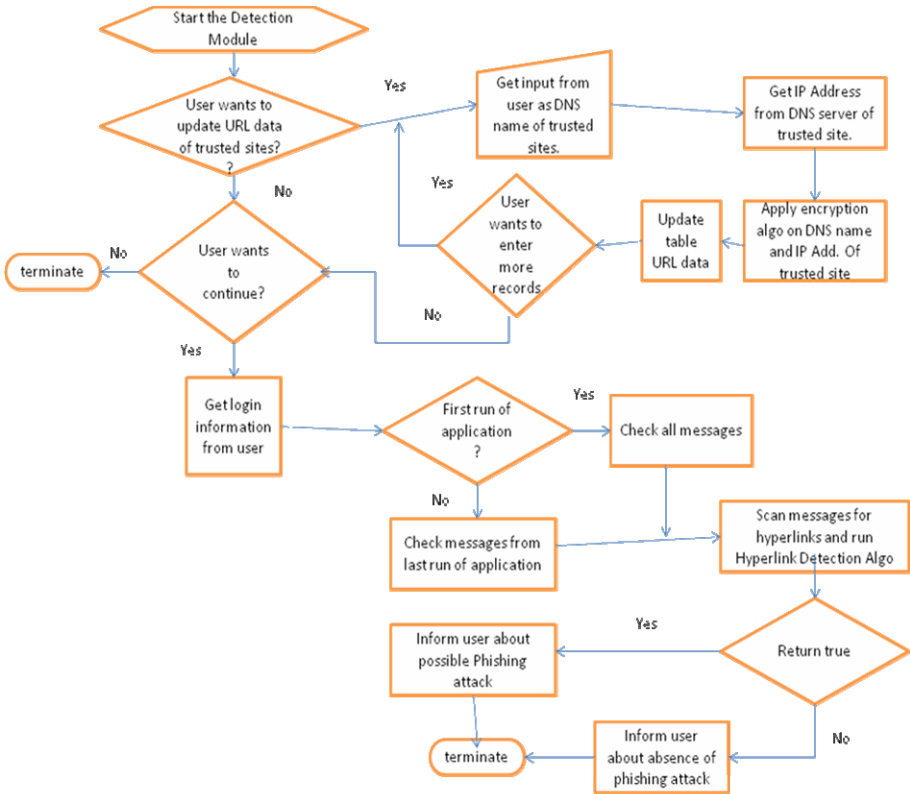 Start the Detection
Module
User wants to
update URL data
of trusted sites?
?
Yes
Get input from
user as DNS
name of trusted
sites.
Get IP Address
from DNS server of
trusted site.
No
Yes
User
wants to
enter
more
records
Update
table
URL data
Apply encryption
algo on DNS name
and IP Add. Of
trusted site
User wants
to
continue?
No
terminate
No
Yes
Get login
information
from user
First run of
application
?
Yes
Check all messages
No
Check messages from
last run of application
Scan messages for
hyperlinks and run
Hyperlink Detection Algo
Return true
Yes
Inform user about
possible Phishing
attack
No
Inform user
about absence of
phishing attack
terminate